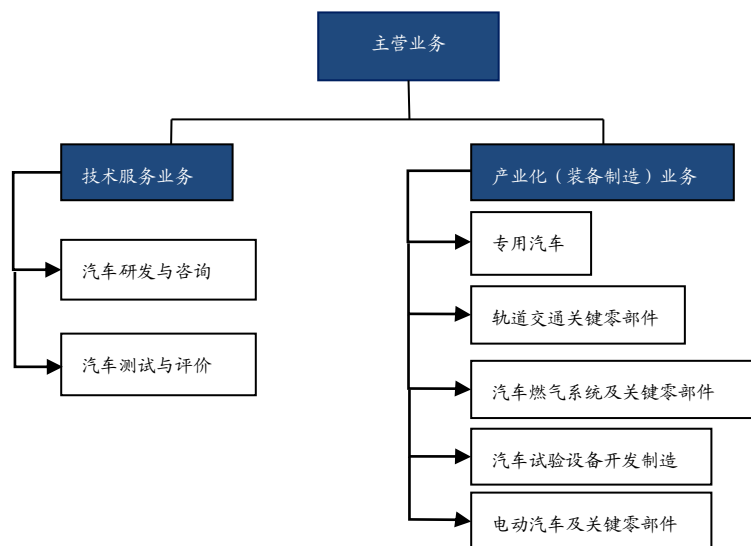 主营业务
技术服务业务
产业化（装备制造）业务
汽车研发与咨询
汽车测试与评价
专用汽车
轨道交通关键零部件
汽车燃气系统及关键零部件
汽车试验设备开发制造
电动汽车及关键零部件